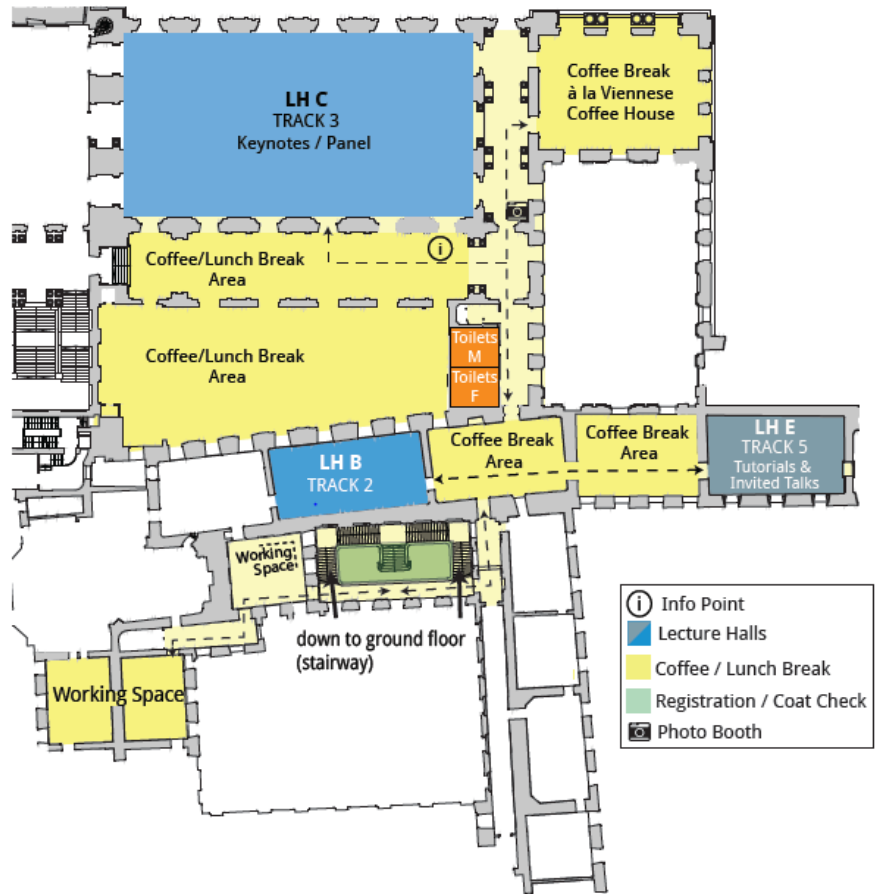 LH C
TRACK 3
Keynotes / Panel
Coffee Break
à la Viennese
Coffee House
i
Coffee/Lunch Break
Area
Coffee/Lunch Break
Area
Toilets
M
Toilets
F
LH B
TRACK 2
Coffee Break
Area
Coffee Break
Area
LH E
TRACK 5
Tutorials &
Invited Talks
Working
Space
down to ground floor
(stairway)
Working Space
i Info Point
Lecture Halls
Coffee / Lunch Break
Registration / Coat Check
Photo Booth